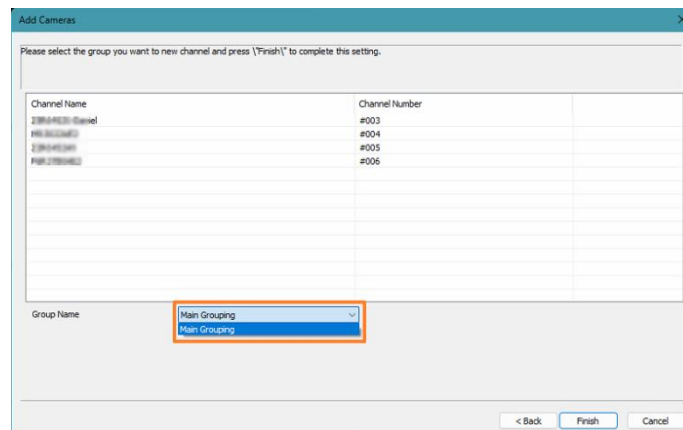 Add Cameras
Please select the group you want to new channel and press \"Finish\" to complete this setting.
Channel Name Channel Number
#003
#004
#005
#006
Group Name Main Grouping
Main Grouping
< Back Finish Cancel